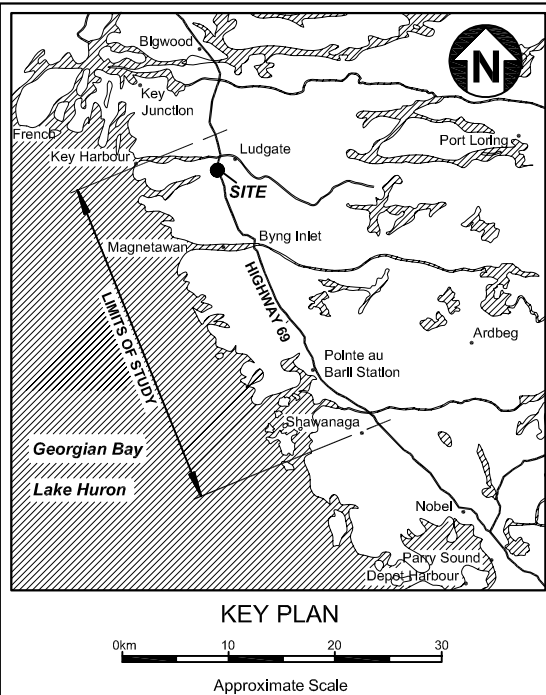 Bigwood
N
Key
Junction
French
Port Loring
Ludgate
Key Harbour
SITE
Byng Inlet
Magnetawan
HIGHWAY 69
LIMITS OF STUDY
Ardbeg
Pointe au
Baril Station
Shawanaga
Georgian Bay
Lake Huron
Nobel
Parry Sound
Depot Harbour
KEY PLAN
0km 10 20 30
Approximate Scale